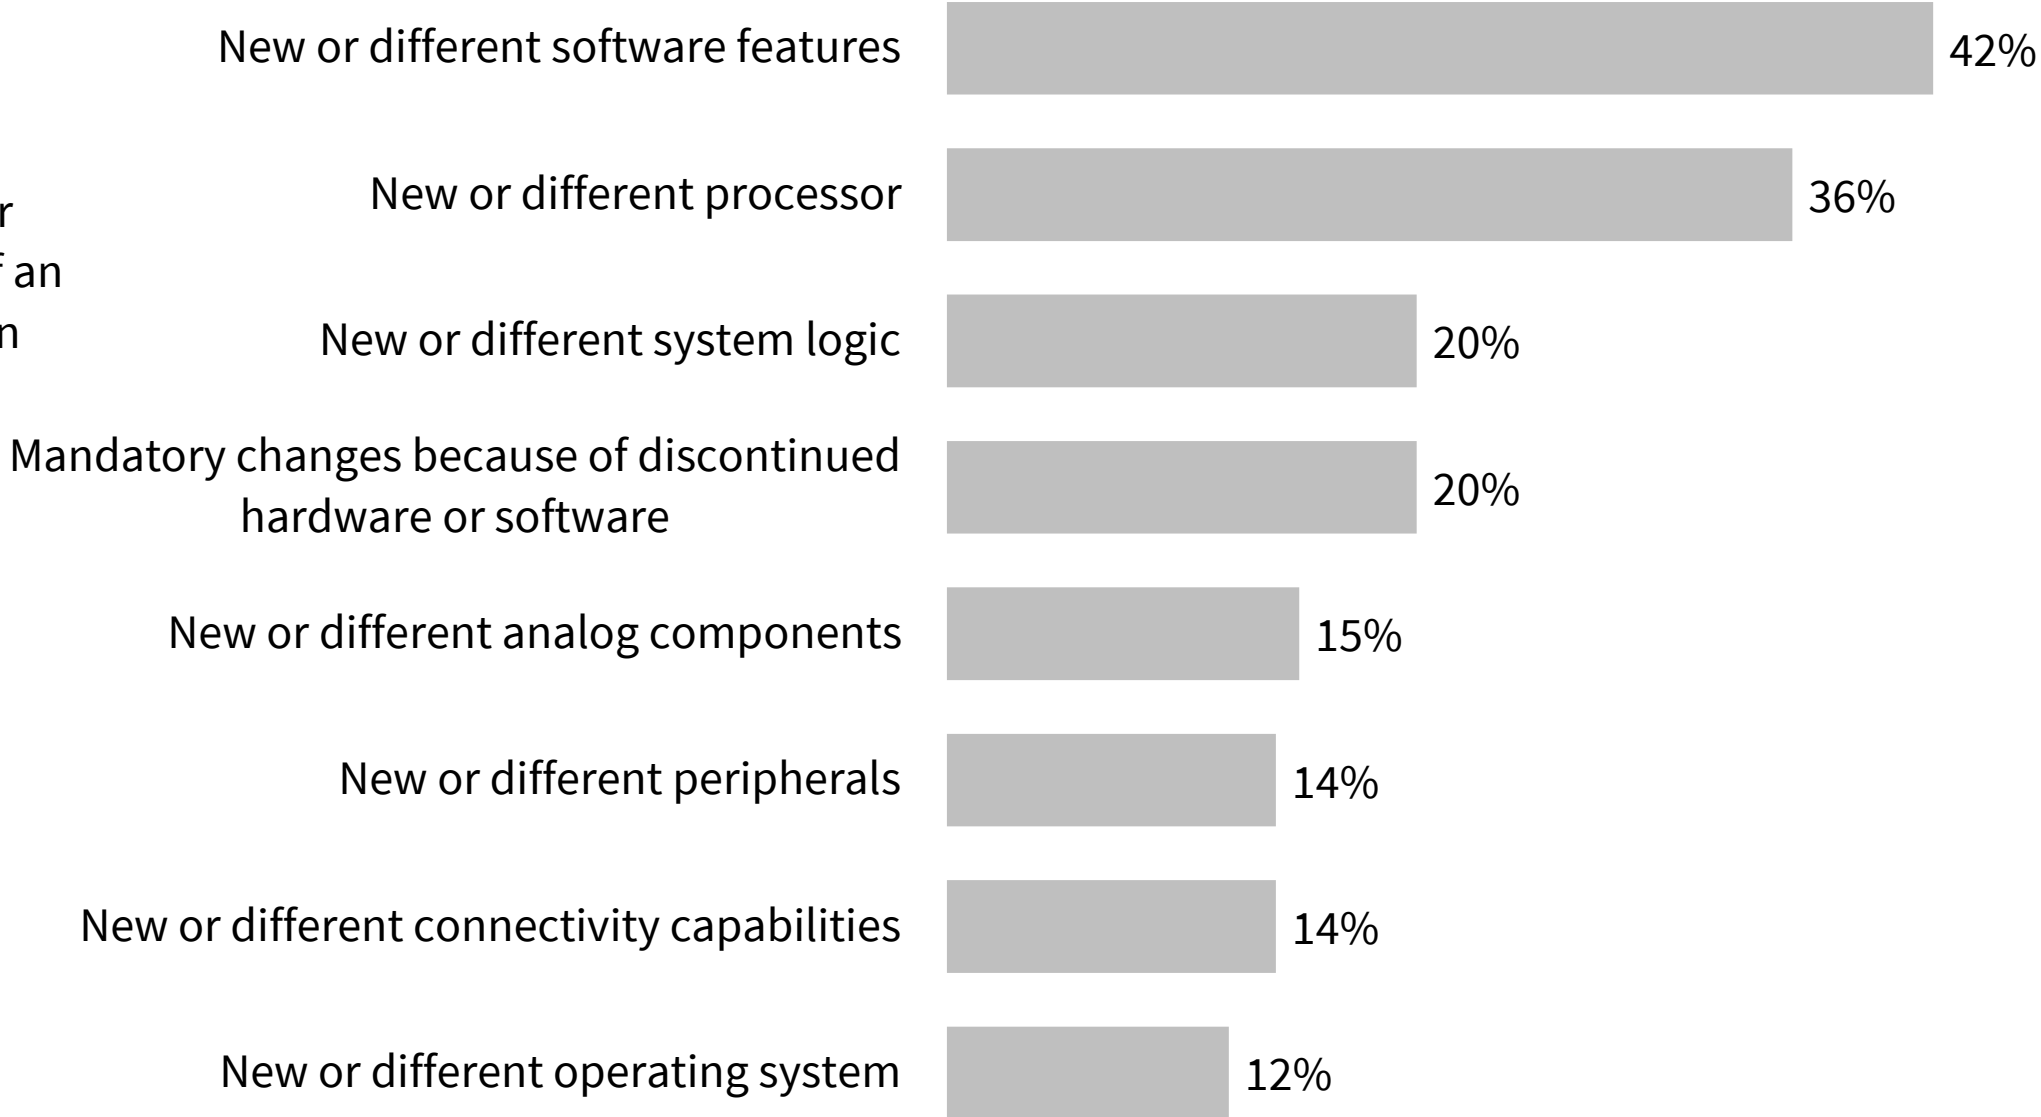 New or different software features
42%
New or different processor
36%
an
New or different system logic
20%
Mandatory changes because of discontinued
hardware or software
20%
New or different analog components
15%
New or different peripherals
14%
New or different connectivity capabilities
14%
New or different operating system
12%